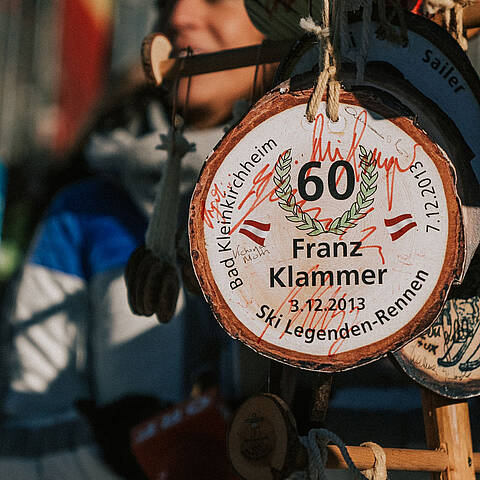 60
Franz
Klammer
3.12.2013
Bad Kleinkirchheim
Ski Legenden-Rennen
7.12.2013
Sailer